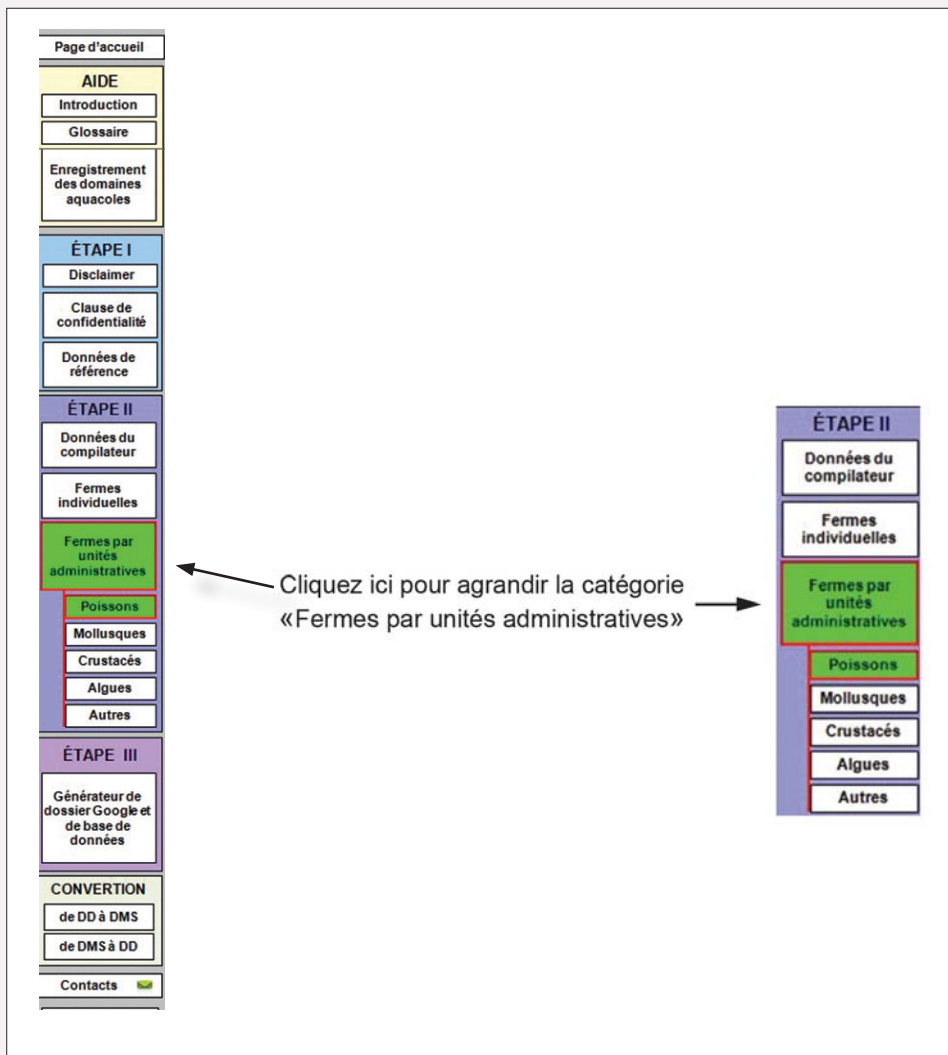 Page d'accueil
AIDE
Introduction
Glossaire
Enregistrement
des domaines
aquacoles
ÉTAPE I
Disclaimer
Clause de
confidentialité
Données de
référence
ÉTAPE II
Données du
compilateur
Fermes
individuelles
Fermes par
unités
administratives
Poissons
Mollusques
Crustacés
Algues
Autres
ÉTAPE III
Générateur de
dossier Google et
de base de
données
CONVERTION
de DD à DMS
de DMS à DD
Contacts
Cliquez ici pour agrandir la catégorie
«Fermes par unités administratives»
ÉTAPE II
Données du
compilateur
Fermes
individuelles
Fermes par
unités
administratives
Poissons
Mollusques
Crustacés
Algues
Autres